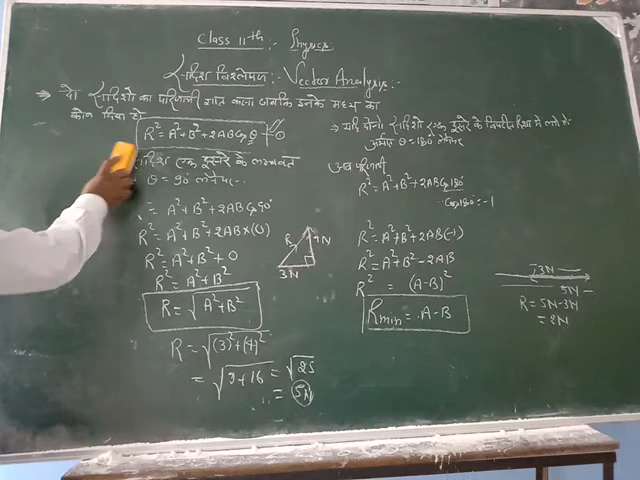 Class 11th:- Physics
सदिश विश्लेषण:- Vector Analysis:-
⇒ दो सदिशों का परिणामी ज्ञात करना जबकि इनके मध्य का
कोण दिया हो
R² = A² + B² + 2AB Cosθ ①
सदिश एक दूसरे के लम्बवत
θ = 90 लेनेपर
= A² + B² + 2AB Cos 90
R² = A² + B² + 2AB × (0)
R² = A² + B² + 0
R² = A² + B²
R = √A² + B²
R = √(3)² + (4)²
= √9 + 16 = √25
= 5N
R 4N
3N
→ यदि दोनों सदिशों एक दूसरे के विपरीत दिशा में लगे हो
अर्थात θ = 180 लेनेपर
अब परिणामी
R² = A² + B² + 2AB Cos 180
∵ Cos 180 = -1
R² = A² + B² + 2AB(-1)
R² = A² + B² - 2AB
R² = (A-B)²
Rmin = A-B
3N
5N
R = 5N-3N
= 2N